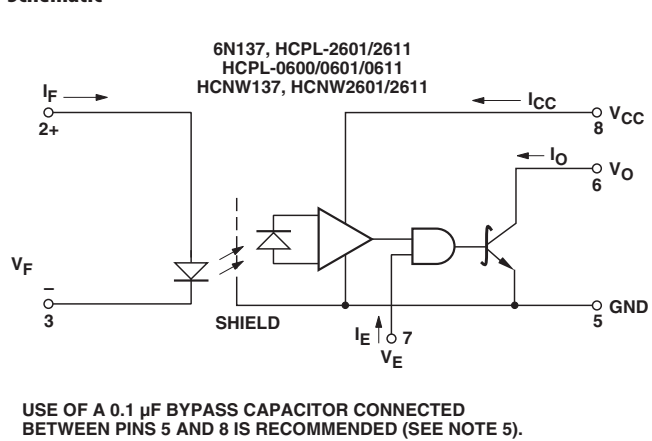 Schematic
6N137, HCPL-2601/2611
HCPL-0600/0601/0611
HCNW137, HCNW2601/2611
IF
2+
ICC
VCC
8
IO
VO
6
VF
–
3
SHIELD
IE
7
VE
GND
5
USE OF A 0.1 µF BYPASS CAPACITOR CONNECTED
BETWEEN PINS 5 AND 8 IS RECOMMENDED (SEE NOTE 5).